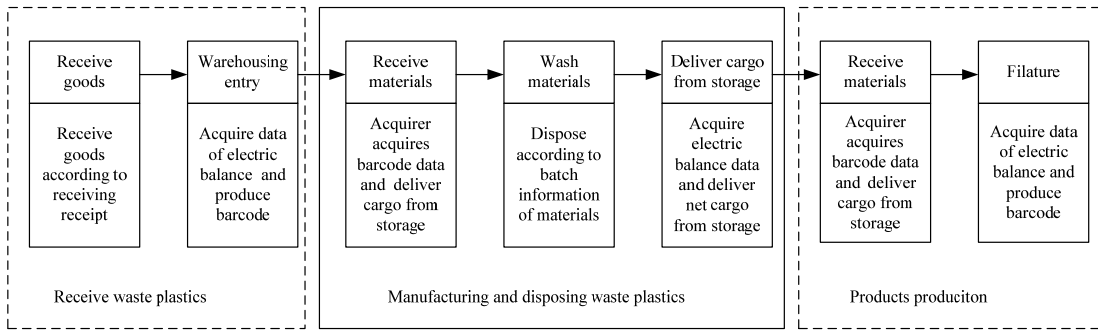 Receive
goods
Receive
goods
according to
receiving
receipt
Warehousing
entry
Acquire data
of electric
balance and
produce
barcode
Receive waste plastics
Receive
materials
Acquirer
acquires
barcode data
and deliver
cargo from
storage
Wash
materials
Dispose
according to
batch
information
of materials
Deliver cargo
from storage
Acquire
electric
balance data
and deliver
net cargo
from storage
Manufacturing and disposing waste plastics
Receive
materials
Acquirer
acquires
barcode data
and deliver
cargo from
storage
Filature
Acquire data
of electric
balance and
produce
barcode
Products produciton